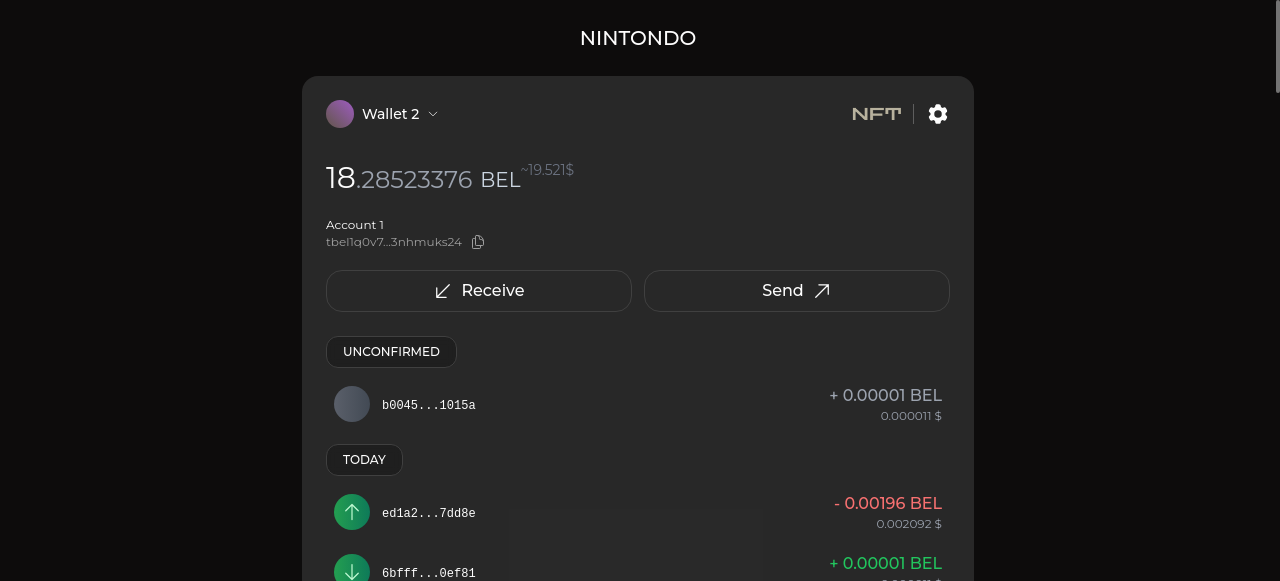 NINTONDO
Wallet 2
NFT
18.28523376 BEL ~19.521$
Account 1
tbel1q0v7...3nhmuks24
Receive
Send
UNCONFIRMED
b0045...1015a
+ 0.00001 BEL
0.000011 $
TODAY
ed1a2...7dd8e
- 0.00196 BEL
0.002092 $
6bfff...0ef81
+ 0.00001 BEL